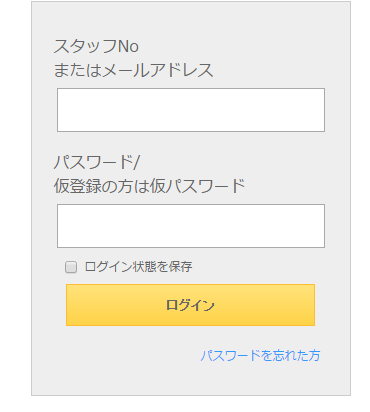 スタッフNo
またはメールアドレス
パスワード/
仮登録の方は仮パスワード
ログイン状態を保存
ログイン
パスワードを忘れた方